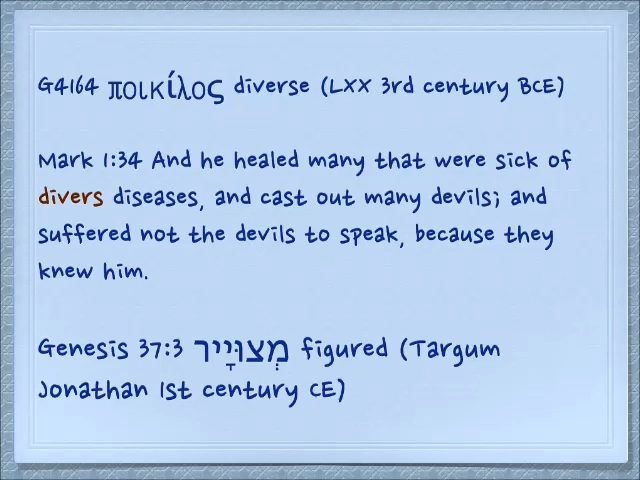 G4164 ποικίλος diverse (LXX 3rd century BCE)
Mark 1:34 And he healed many that were sick of
divers diseases, and cast out many devils; and
suffered not the devils to speak, because they
knew him.
Genesis 37:3 מְצוּיָּיר figured (Targum
Jonathan 1st century CE)